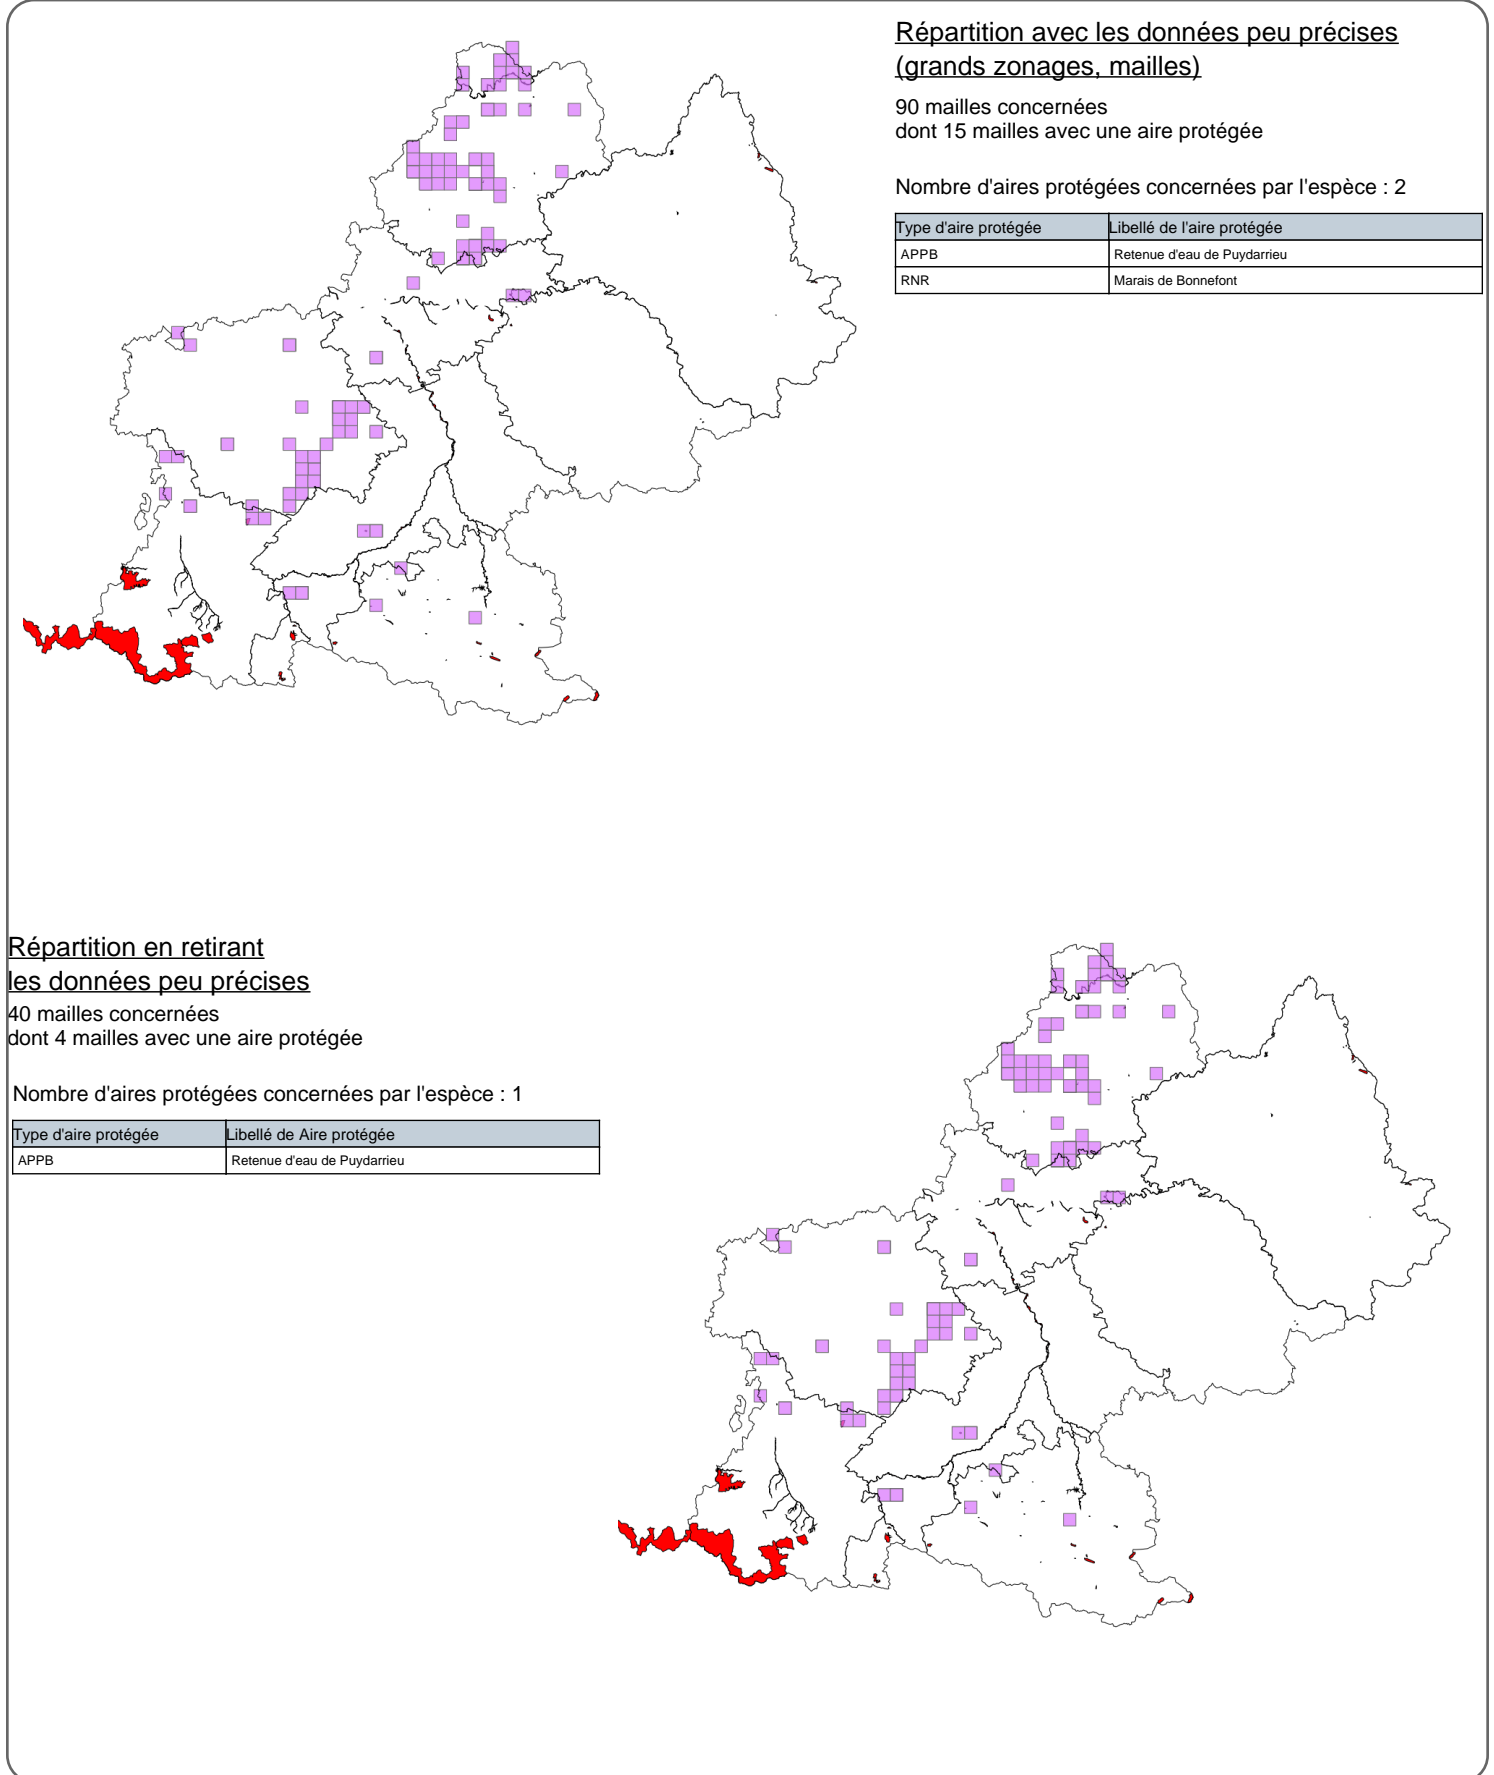 Répartition avec les données peu précises
(grands zonages, mailles)
90 mailles concernées
dont 15 mailles avec une aire protégée
Nombre d'aires protégées concernées par l'espèce : 2
Type d'aire protégée Libellé de l'aire protégée
APPB Retenue d'eau de Puydarrieu
RNR Marais de Bonnefont
Répartition en retirant
les données peu précises
40 mailles concernées
dont 4 mailles avec une aire protégée
Nombre d'aires protégées concernées par l'espèce : 1
Type d'aire protégée Libellé de Aire protégée
APPB Retenue d'eau de Puydarrieu